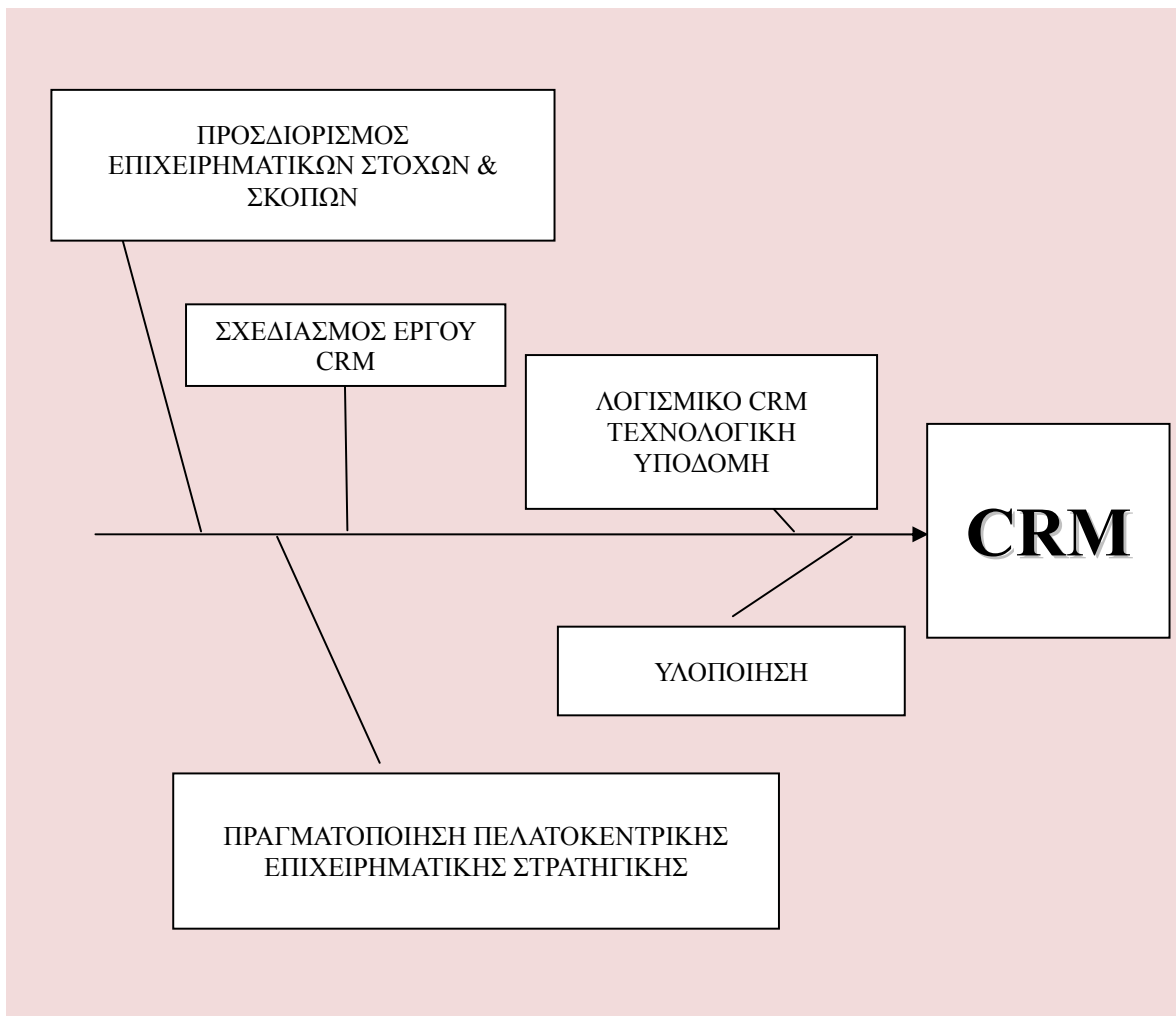 ΠΡΟΣΔΙΟΡΙΣΜΟΣ
ΕΠΙΧΕΙΡΗΜΑΤΙΚΩΝ ΣΤΟΧΩΝ &
ΣΚΟΠΩΝ
ΣΧΕΔΙΑΣΜΟΣ ΕΡΓΟΥ
CRM
ΛΟΓΙΣΜΙΚΟ CRM
ΤΕΧΝΟΛΟΓΙΚΗ
ΥΠΟΔΟΜΗ
CRM
ΥΛΟΠΟΙΗΣΗ
ΠΡΑΓΜΑΤΟΠΟΙΗΣΗ ΠΕΛΑΤΟΚΕΝΤΡΙΚΗΣ
ΕΠΙΧΕΙΡΗΜΑΤΙΚΗΣ ΣΤΡΑΤΗΓΙΚΗΣ